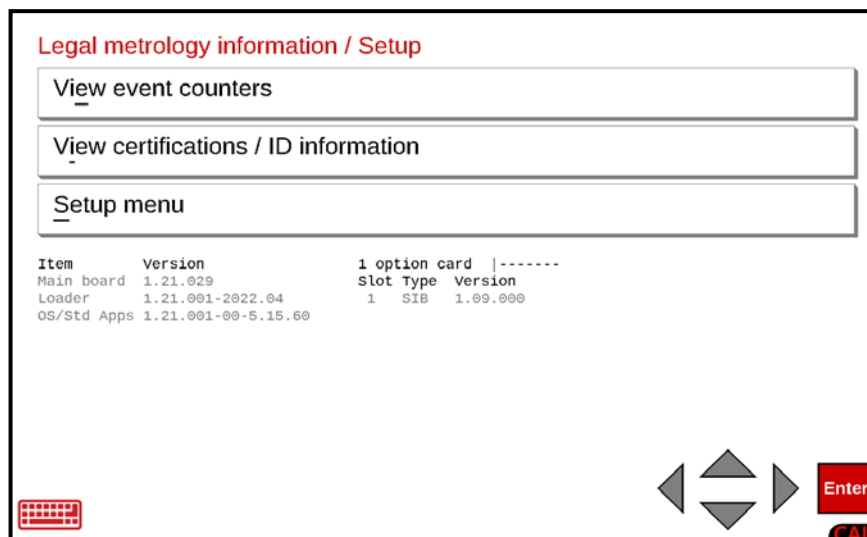 Legal metrology information / Setup
View event counters
View certifications / ID information
Setup menu
Item Version 1 option card |-------
Main board 1.21.029 Slot Type Version
Loader 1.21.001-2022.04 1 SIB 1.09.000
OS/Std Apps 1.21.001-00-5.15.60
Enter